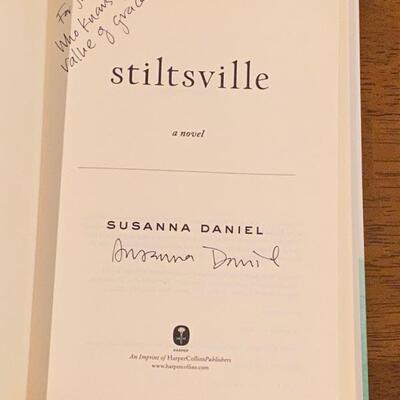 For
who knows
value of grace
stiltsville
a novel
SUSANNA DANIEL
Susanna Daniel
HARPER
An Imprint of HarperCollinsPublishers
www.harpercollins.com